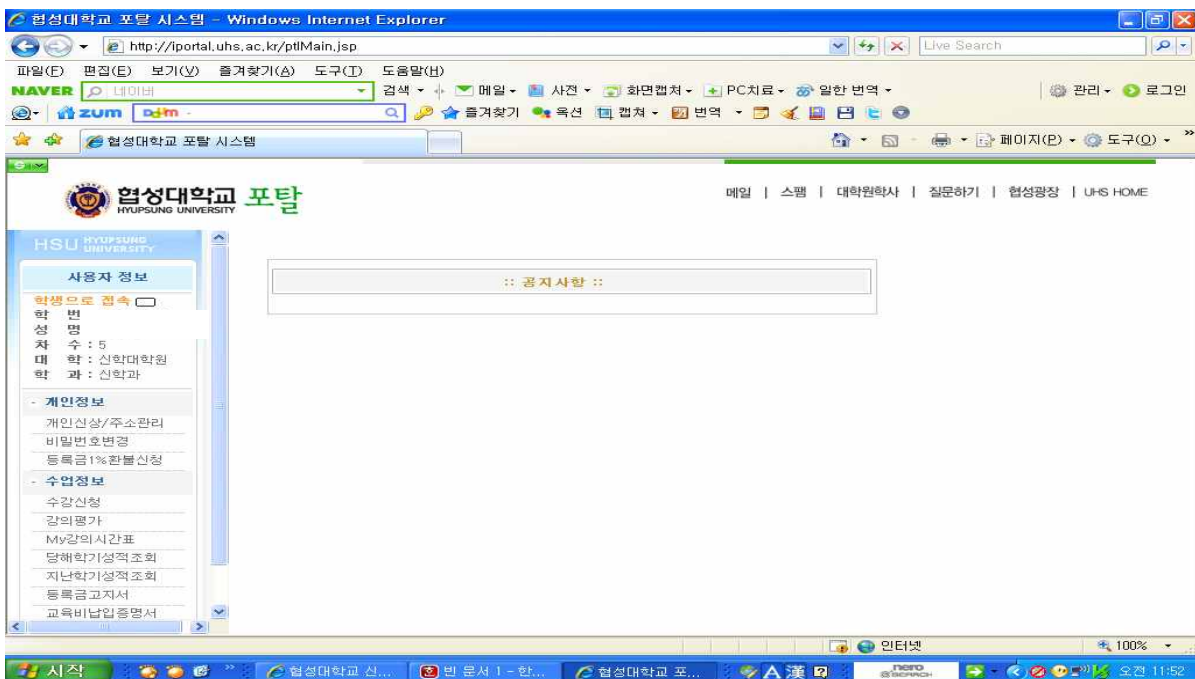 협성대학교 포탈 시스템 - Windows Internet Explorer
http://iportal.uhs.ac.kr/ptlMain.jsp
Live Search
파일(F) 편집(E) 보기(V) 즐겨찾기(A) 도구(T) 도움말(H)
NAVER 네이버 검색 메일 사전 화면캡처 PC치료 일한 번역 관리 로그인
zum Daum 즐겨찾기 옥션 캡쳐 번역
협성대학교 포탈 시스템 페이지(P) 도구(O)
협성대학교 포탈
HYUPSUNG UNIVERSITY
메일 | 스팸 | 대학원학사 | 질문하기 | 협성광장 | UHS HOME
HSU HYUPSUNG UNIVERSITY
사용자 정보
:: 공지사항 ::
학생으로 접속
학 번
성 명
차 수 : 5
대 학 : 신학대학원
학 과 : 신학과
- 개인정보
개인신상/주소관리
비밀번호변경
등록금1%환불신청
- 수업정보
수강신청
강의평가
My강의시간표
당해학기성적조회
지난학기성적조회
등록금고지서
교육비납입증명서
인터넷 100%
시작 협성대학교 신... 빈 문서 1 - 한... 협성대학교 포... A 漢 nero 오전 11:52